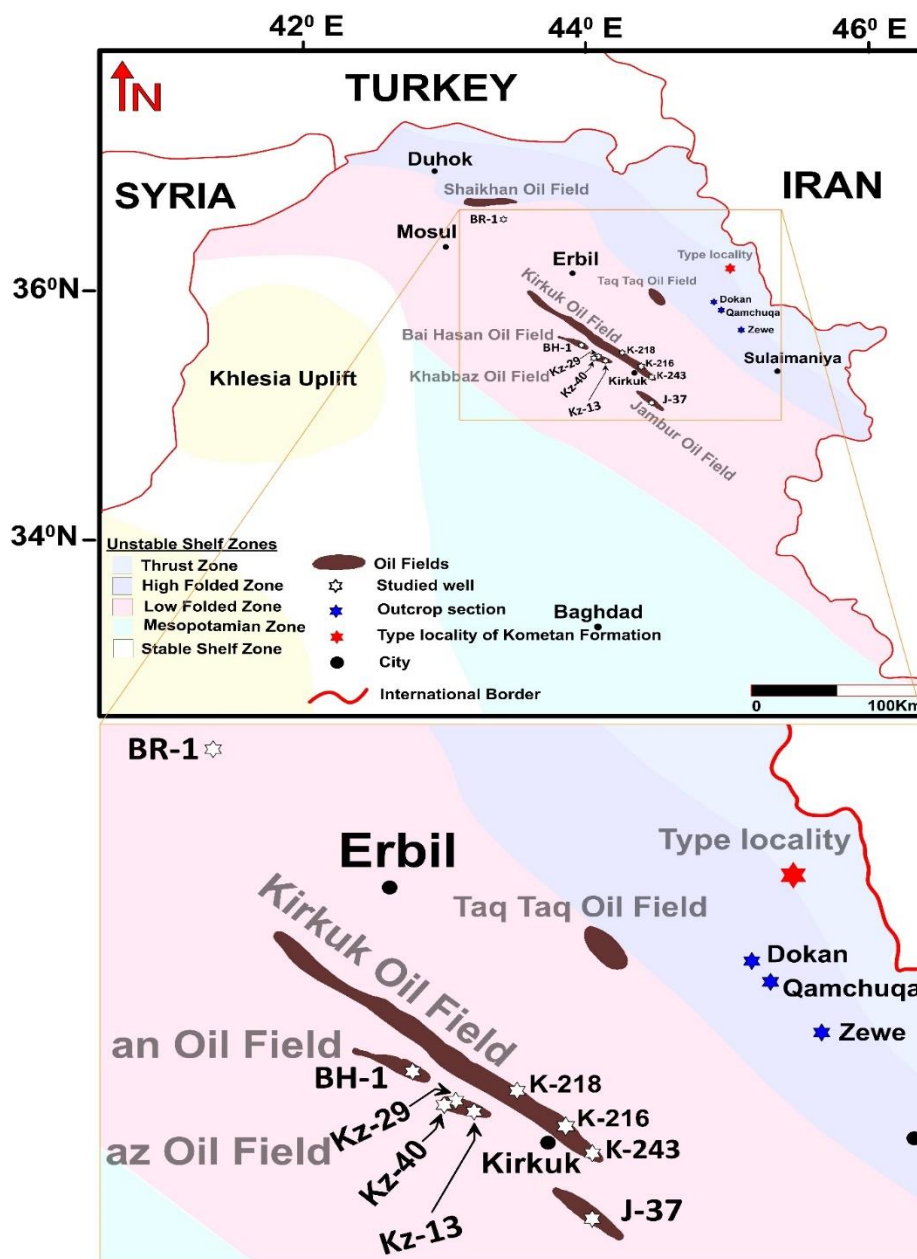 42⁰ E
44⁰ E
46⁰ E
N
TURKEY
Duhok
SYRIA
Shaikhan Oil Field
IRAN
BR-1
Mosul
Type locality
Erbil
36⁰N
Taq Taq Oil Field
Dokan
Qamchuqa
Zewe
Kirkuk Oil Field
Bai Hasan Oil Field
BH-1
K-218
K-216
K-243
Kz-29
Kz-40
Kz-13
Khabbaz Oil Field
Kirkuk
Sulaimaniya
Khlesia Uplift
J-37
Jambur Oil Field
34⁰N
Unstable Shelf Zones
Thrust Zone
High Folded Zone
Low Folded Zone
Mesopotamian Zone
Stable Shelf Zone
Oil Fields
Studied well
Outcrop section
Type locality of Kometan Formation
City
International Border
Baghdad
0 100Km
BR-1
Erbil
Type locality
Taq Taq Oil Field
Kirkuk Oil Field
Dokan
Qamchuqa
Zewe
an Oil Field
BH-1
K-218
Kz-29
K-216
Kz-40
az Oil Field
Kirkuk
K-243
Kz-13
J-37